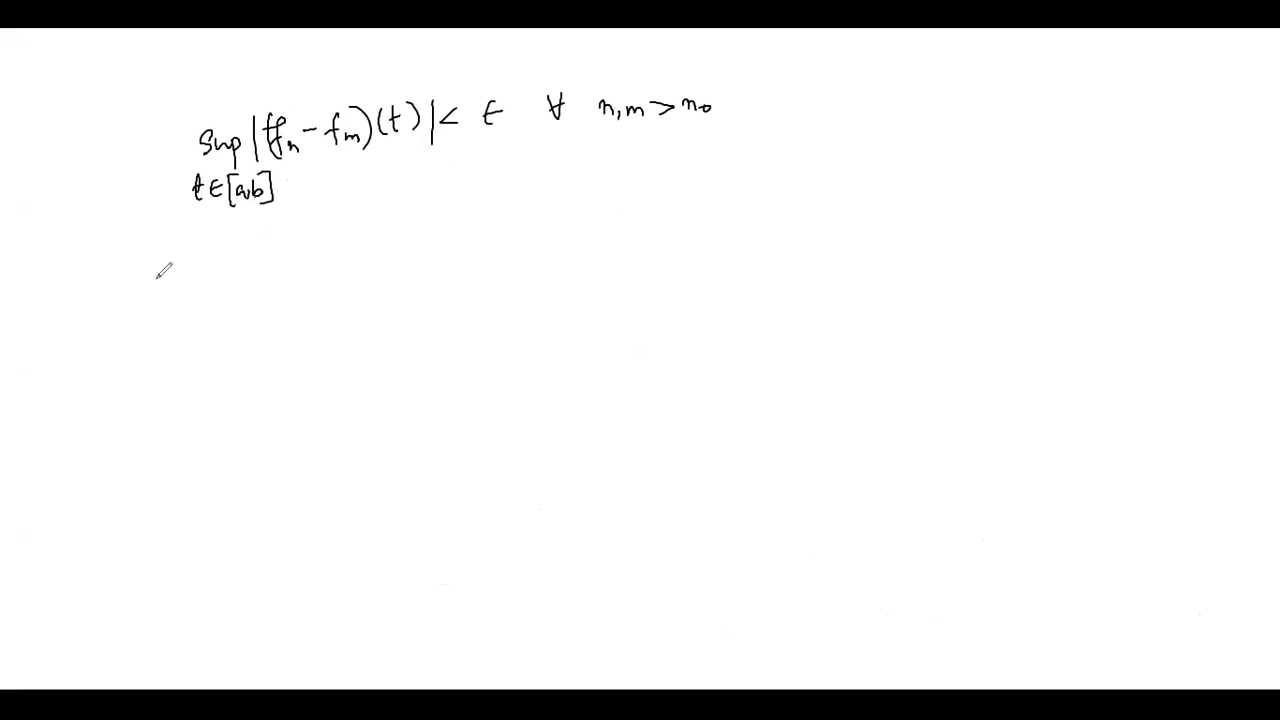 Sup |(fn - fm)(t)| < ε ∀ n,m > n0
t ∈ [a,b]